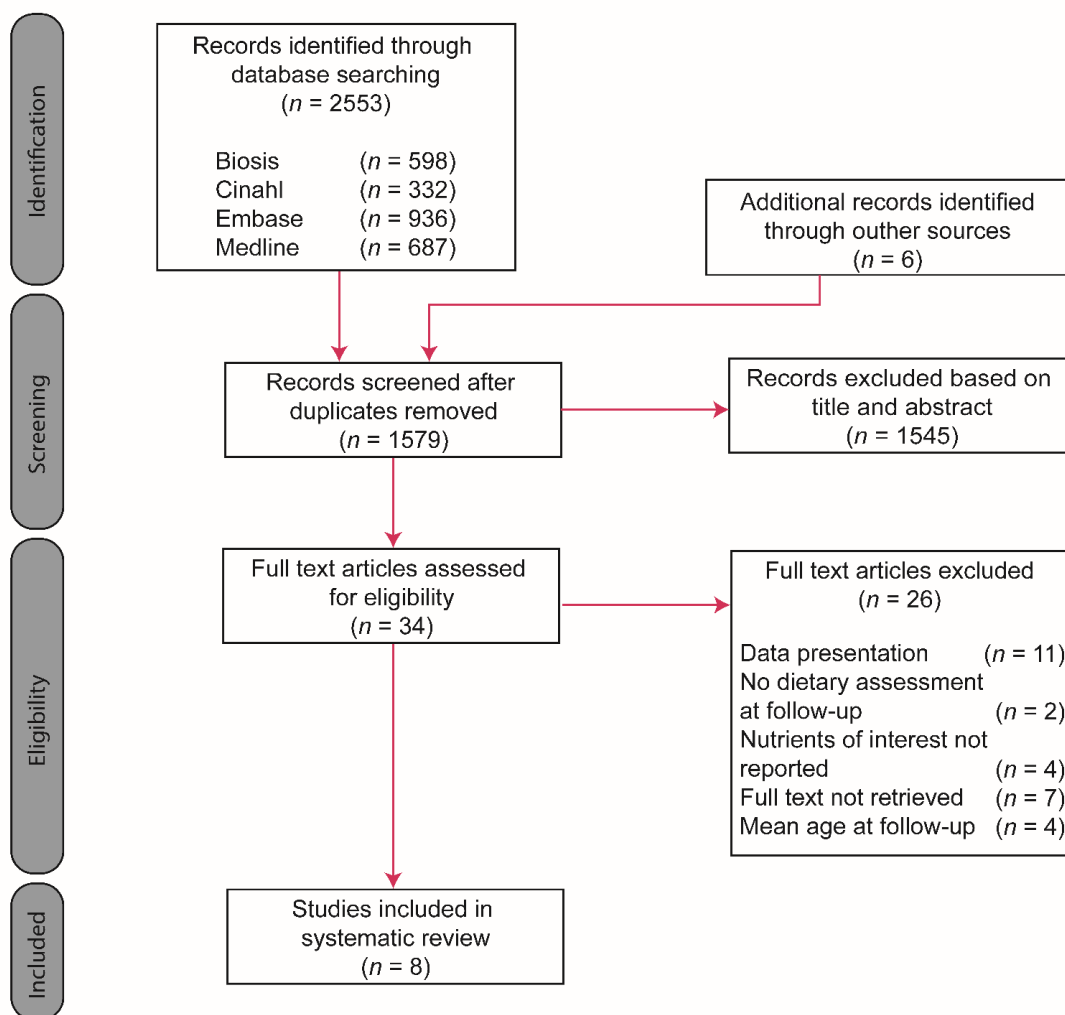 Identification
Records identified through
database searching
(n = 2553)
Biosis (n = 598)
Cinahl (n = 332)
Embase (n = 936)
Medline (n = 687)
Additional records identified
through outher sources
(n = 6)
Screening
Records screened after
duplicates removed
(n = 1579)
Records excluded based on
title and abstract
(n = 1545)
Eligibility
Full text articles assessed
for eligibility
(n = 34)
Full text articles excluded
(n = 26)
Data presentation (n = 11)
No dietary assessment
at follow-up (n = 2)
Nutrients of interest not
reported (n = 4)
Full text not retrieved (n = 7)
Mean age at follow-up (n = 4)
Included
Studies included in
systematic review
(n = 8)